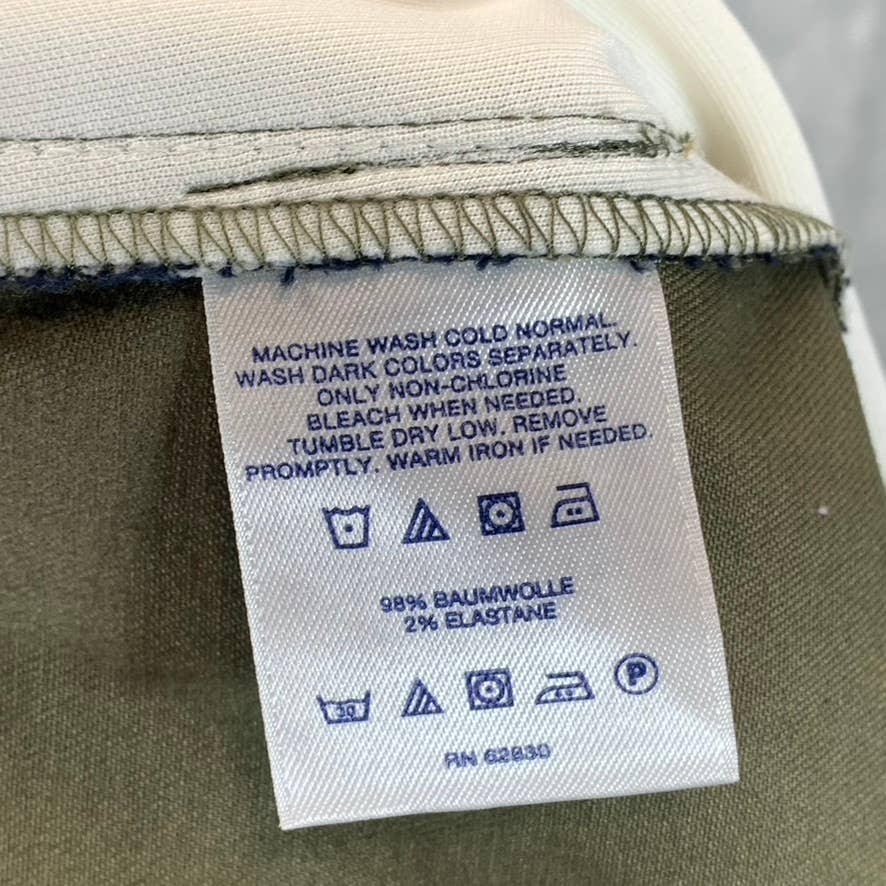 MACHINE WASH COLD NORMAL.
WASH DARK COLORS SEPARATELY.
ONLY NON-CHLORINE
BLEACH WHEN NEEDED.
TUMBLE DRY LOW. REMOVE
PROMPTLY. WARM IRON IF NEEDED.
98% BAUMWOLLE
2% ELASTANE
30 P
RN 62830